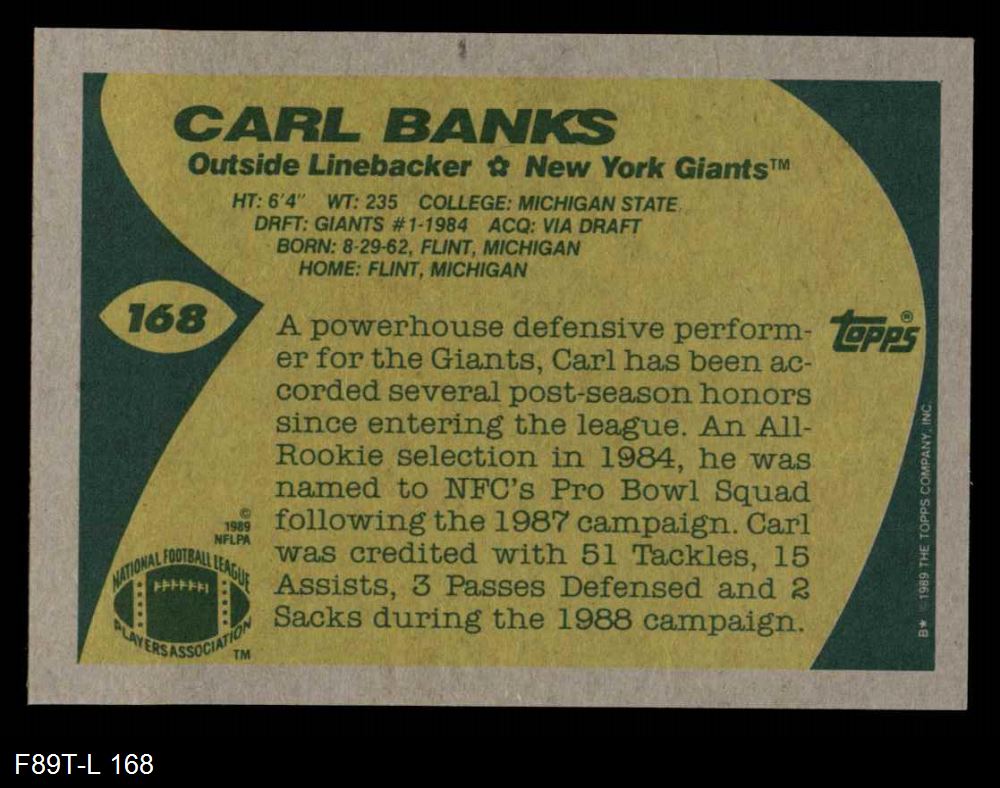 CARL BANKS
Outside Linebacker ✿ New York Giants™
HT: 6'4" WT: 235 COLLEGE: MICHIGAN STATE
DRFT: GIANTS #1-1984 ACQ: VIA DRAFT
BORN: 8-29-62, FLINT, MICHIGAN
HOME: FLINT, MICHIGAN
168
A powerhouse defensive perform-
er for the Giants, Carl has been ac-
corded several post-season honors
since entering the league. An All-
Rookie selection in 1984, he was
named to NFC's Pro Bowl Squad
following the 1987 campaign. Carl
was credited with 51 Tackles, 15
Assists, 3 Passes Defensed and 2
Sacks during the 1988 campaign.
topps®
©
1989
NFLPA
NATIONAL FOOTBALL LEAGUE
PLAYERS ASSOCIATION
TM
B* ©1989 THE TOPPS COMPANY, INC.
F89T-L 168